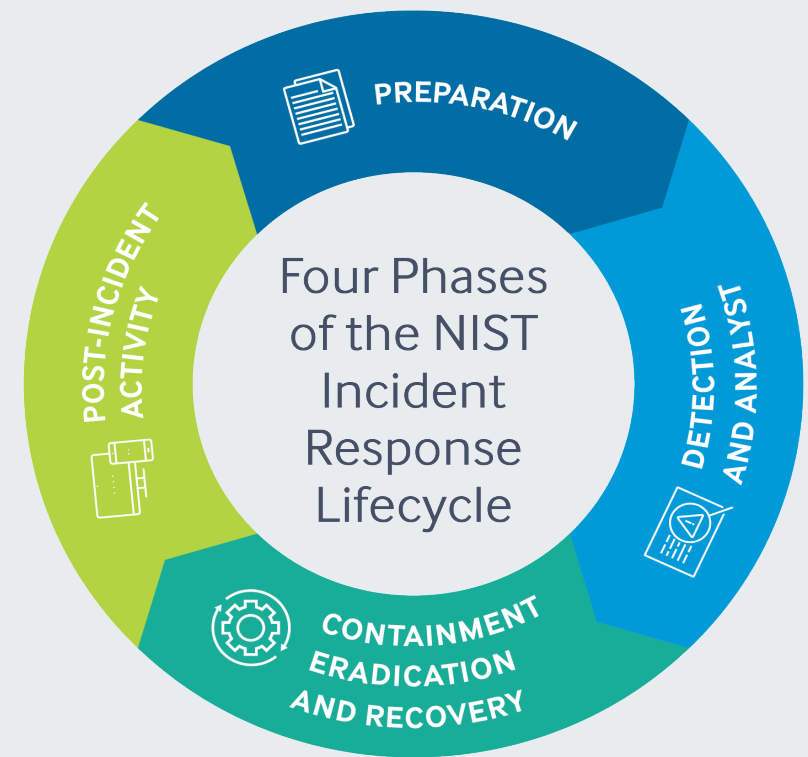 PREPARATION
DETECTION
AND ANALYST
CONTAINMENT
ERADICATION
AND RECOVERY
POST-INCIDENT
ACTIVITY
Four Phases
of the NIST
Incident
Response
Lifecycle